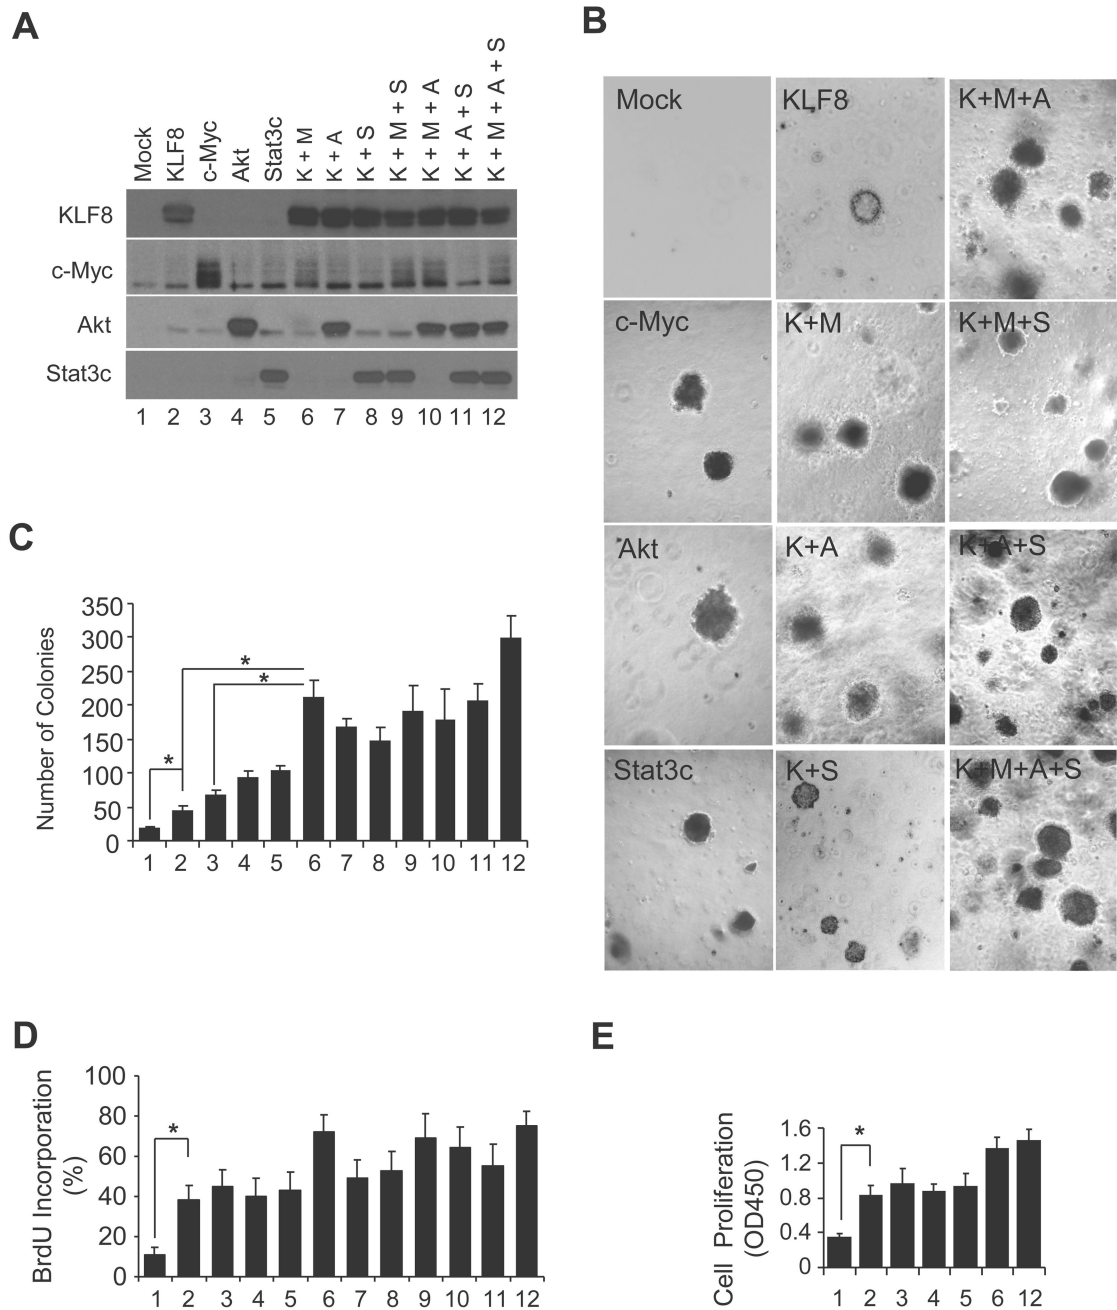 A
Mock
KLF8
c-Myc
Akt
Stat3c
K + M
K + A
K + S
K + M + S
K + M + A
K + A + S
K + M + A + S
KLF8
c-Myc
Akt
Stat3c
1 2 3 4 5 6 7 8 9 10 11 12
B
Mock
KLF8
K+M+A
c-Myc
K+M
K+M+S
Akt
K+A
K+A+S
Stat3c
K+S
K+M+A+S
C
Number of Colonies
350
300
250
200
150
100
50
0
*
*
*
1 2 3 4 5 6 7 8 9 10 11 12
D
BrdU Incorporation
(%)
100
80
60
40
20
0
*
1 2 3 4 5 6 7 8 9 10 11 12
E
Cell Proliferation
(OD450)
1.6
1.2
0.8
0.4
0
*
1 2 3 4 5 6 12